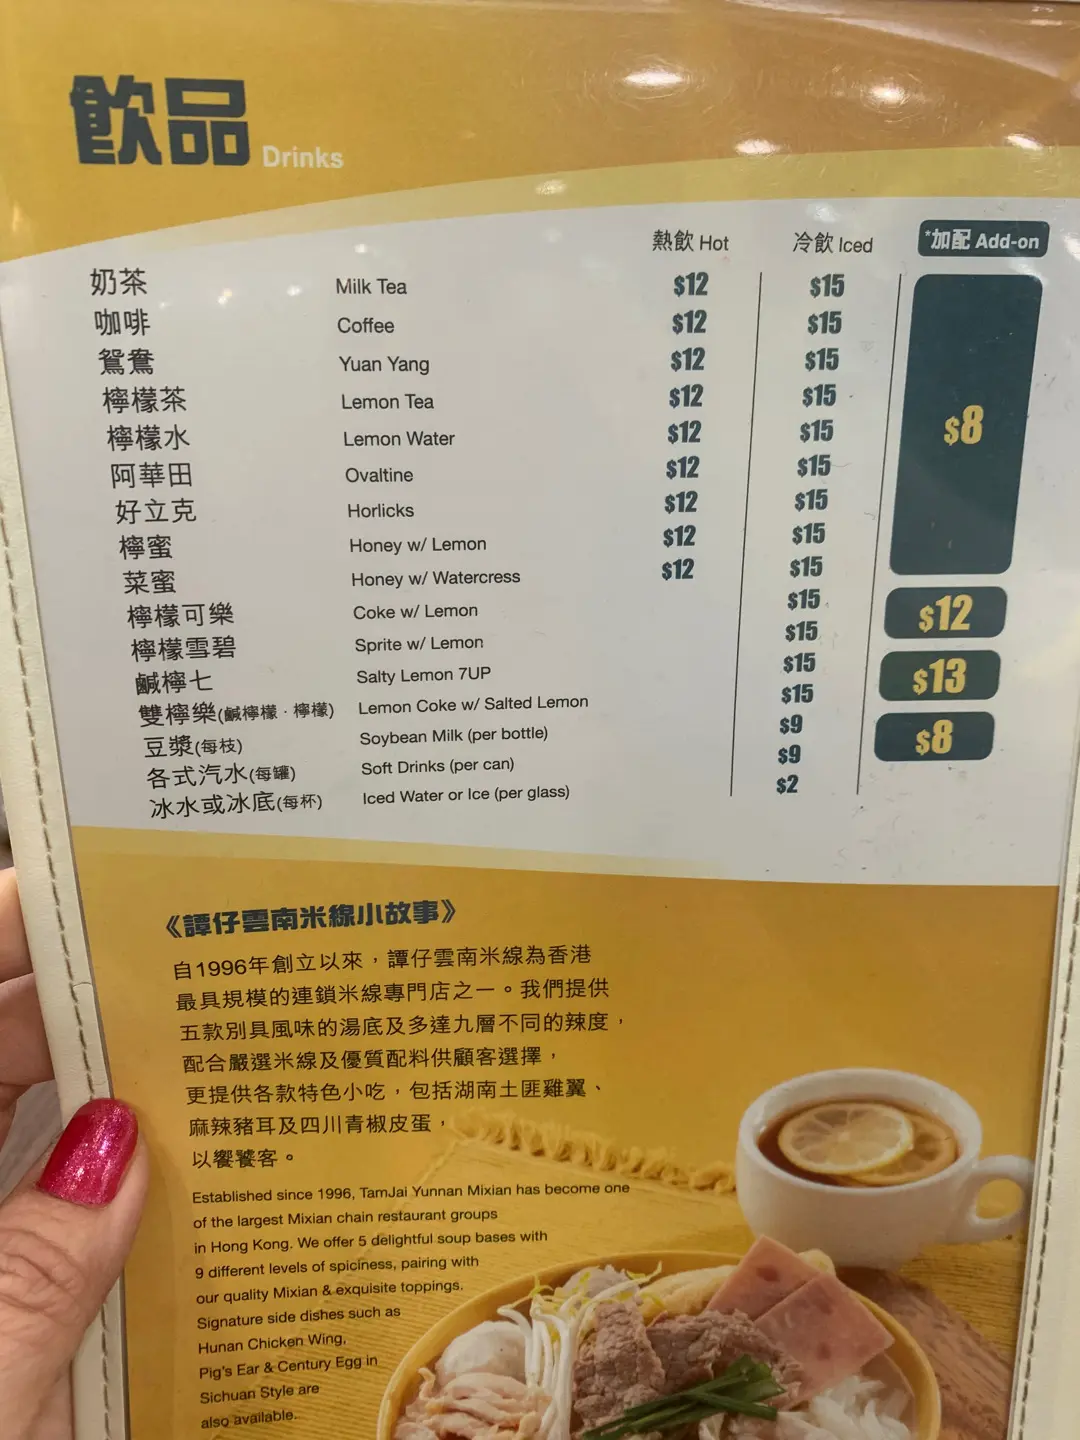 飲品 Drinks
熱飲 Hot 冷飲 Iced *加配 Add-on
奶茶 Milk Tea $12 $15
咖啡 Coffee $12 $15
鴛鴦 Yuan Yang $12 $15
檸檬茶 Lemon Tea $12 $15
檸檬水 Lemon Water $12 $15
阿華田 Ovaltine $12 $15
好立克 Horlicks $12 $15
檸蜜 Honey w/ Lemon $12 $15
菜蜜 Honey w/ Watercress $12 $15
檸檬可樂 Coke w/ Lemon $15
檸檬雪碧 Sprite w/ Lemon $15
鹹檸七 Salty Lemon 7UP $15
雙檸樂(鹹檸檬 · 檸檬) Lemon Coke w/ Salted Lemon $15
豆漿(每枝) Soybean Milk (per bottle) $9
各式汽水(每罐) Soft Drinks (per can) $9
冰水或冰底(每杯) Iced Water or Ice (per glass) $2
$8
$12
$13
$8
《譚仔雲南米線小故事》
自1996年創立以來，譚仔雲南米線為香港
最具規模的連鎖米線專門店之一。我們提供
五款別具風味的湯底及多達九層不同的辣度，
配合嚴選米線及優質配料供顧客選擇，
更提供各款特色小吃，包括湖南土匪雞翼、
麻辣豬耳及四川青椒皮蛋，
以饗饕客。
Established since 1996, TamJai Yunnan Mixian has become one
of the largest Mixian chain restaurant groups
in Hong Kong. We offer 5 delightful soup bases with
9 different levels of spiciness, pairing with
our quality Mixian & exquisite toppings.
Signature side dishes such as
Hunan Chicken Wing,
Pig's Ear & Century Egg in
Sichuan Style are
also available.